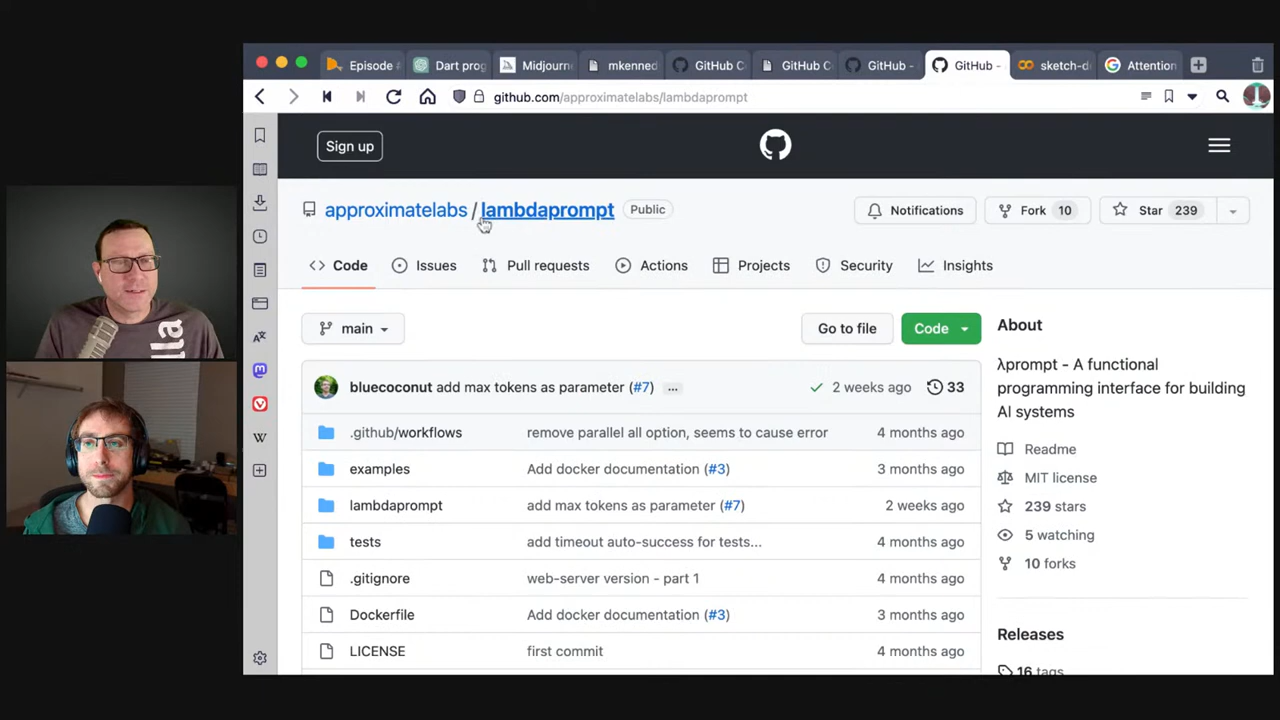 Episode #
Dart prog
Midjourne
mkenned
GitHub C
GitHub C
GitHub -
GitHub -
sketch-d
Attention
github.com/approximatelabs/lambdaprompt
Sign up
approximatelabs / lambdaprompt
Public
Notifications
Fork 10
Star 239
Code
Issues
Pull requests
Actions
Projects
Security
Insights
main
Go to file
Code
bluecoconut add max tokens as parameter (#7) ...
2 weeks ago
33
.github/workflows
remove parallel all option, seems to cause error
4 months ago
examples
Add docker documentation (#3)
3 months ago
lambdaprompt
add max tokens as parameter (#7)
2 weeks ago
tests
add timeout auto-success for tests...
4 months ago
.gitignore
web-server version - part 1
4 months ago
Dockerfile
Add docker documentation (#3)
3 months ago
LICENSE
first commit
4 months ago
About
λprompt - A functional
programming interface for building
AI systems
Readme
MIT license
239 stars
5 watching
10 forks
Releases
16 tags
lla